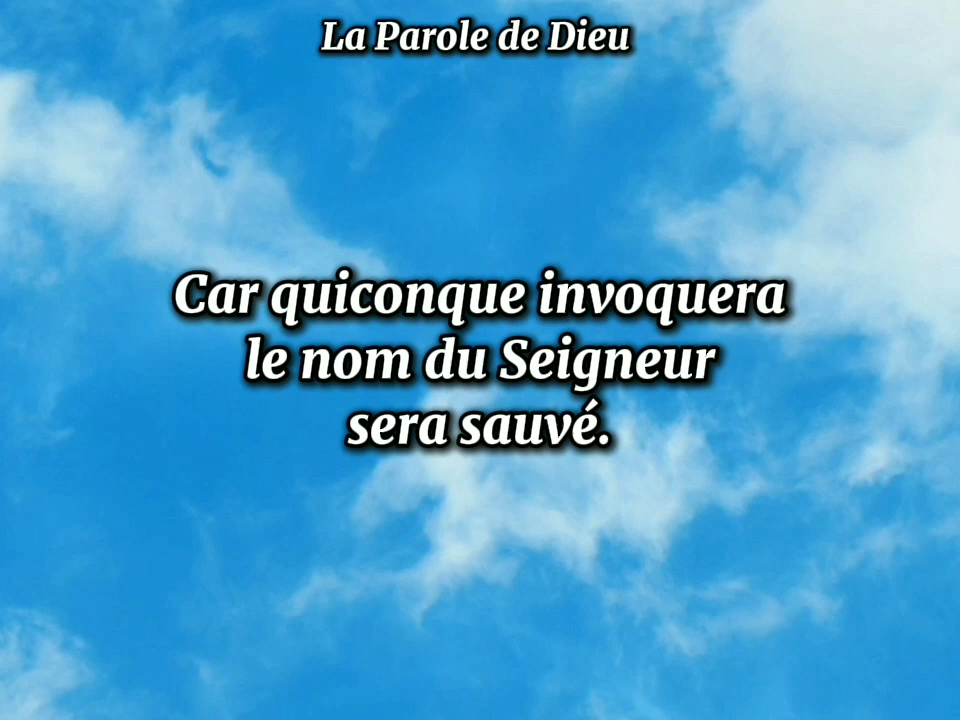 La Parole de Dieu
Car quiconque invoquera
le nom du Seigneur
sera sauvé.